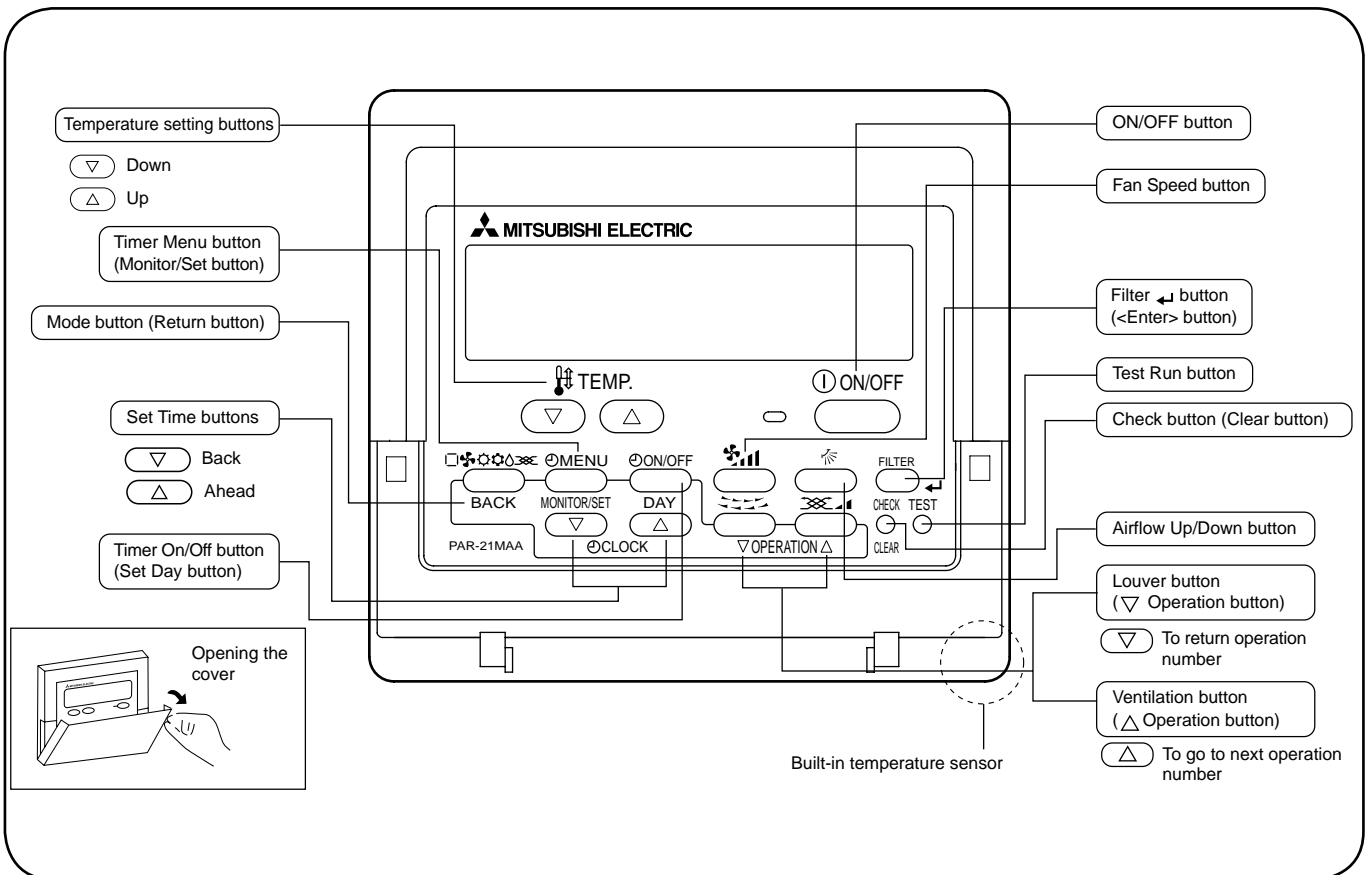 Temperature setting buttons
▽ Down
△ Up
Timer Menu button
(Monitor/Set button)
Mode button (Return button)
Set Time buttons
▽ Back
△ Ahead
Timer On/Off button
(Set Day button)
Opening the
cover
MITSUBISHI ELECTRIC
TEMP.
ON/OFF
▽ △
MENU
ON/OFF
FILTER
BACK
MONITOR/SET
DAY
CHECK TEST
▽ △
PAR-21MAA
CLOCK
▽ OPERATION △
CLEAR
ON/OFF button
Fan Speed button
Filter ↵ button
(<Enter> button)
Test Run button
Check button (Clear button)
Airflow Up/Down button
Louver button
( ▽ Operation button)
▽ To return operation
number
Ventilation button
( △ Operation button)
△ To go to next operation
number
Built-in temperature sensor